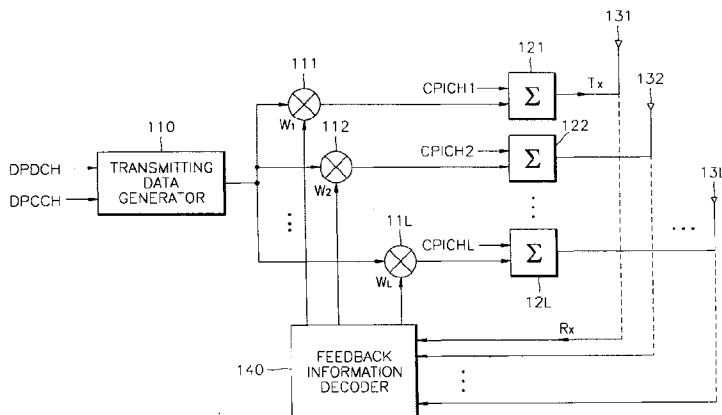 131
111
121
132
CPICH1
Σ
Tx
110
W1
112
122
DPDCH
TRANSMITTING
DATA
GENERATOR
CPICH2
Σ
DPCCH
W2
13L
11L
CPICHL
Σ
WL
12L
Rx
140
FEEDBACK
INFORMATION
DECODER